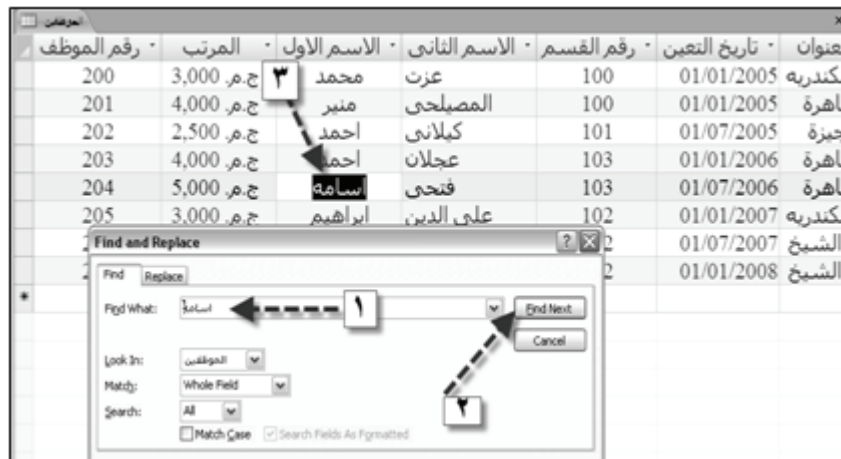 الموظفين
رقم الموظف المرتب الاسم الاول الاسم الثانى رقم القسم تاريخ التعين لعنوان
200 ج.م. 3,000 محمد عزت 100 01/01/2005 كندريه
201 ج.م. 4,000 منير المصيلحى 100 01/01/2005 اهرة
202 ج.م. 2,500 احمد كيلانى 101 01/07/2005 جيزة
203 ج.م. 4,000 احمد عجلان 103 01/01/2006 اهرة
204 ج.م. 5,000 اسامه فتحى 103 01/07/2006 اهرة
205 ج.م. 3,000 ابراهيم على الدين 102 01/01/2007 كندريه
2 2 01/07/2007 الشيخ
2 2 01/01/2008 الشيخ
٣
Find and Replace
Find Replace
Find What: اسامة ١ Find Next
Cancel
Look In: الموظفين
Match: Whole Field
Search: All ٢
Match Case Search Fields As Formatted